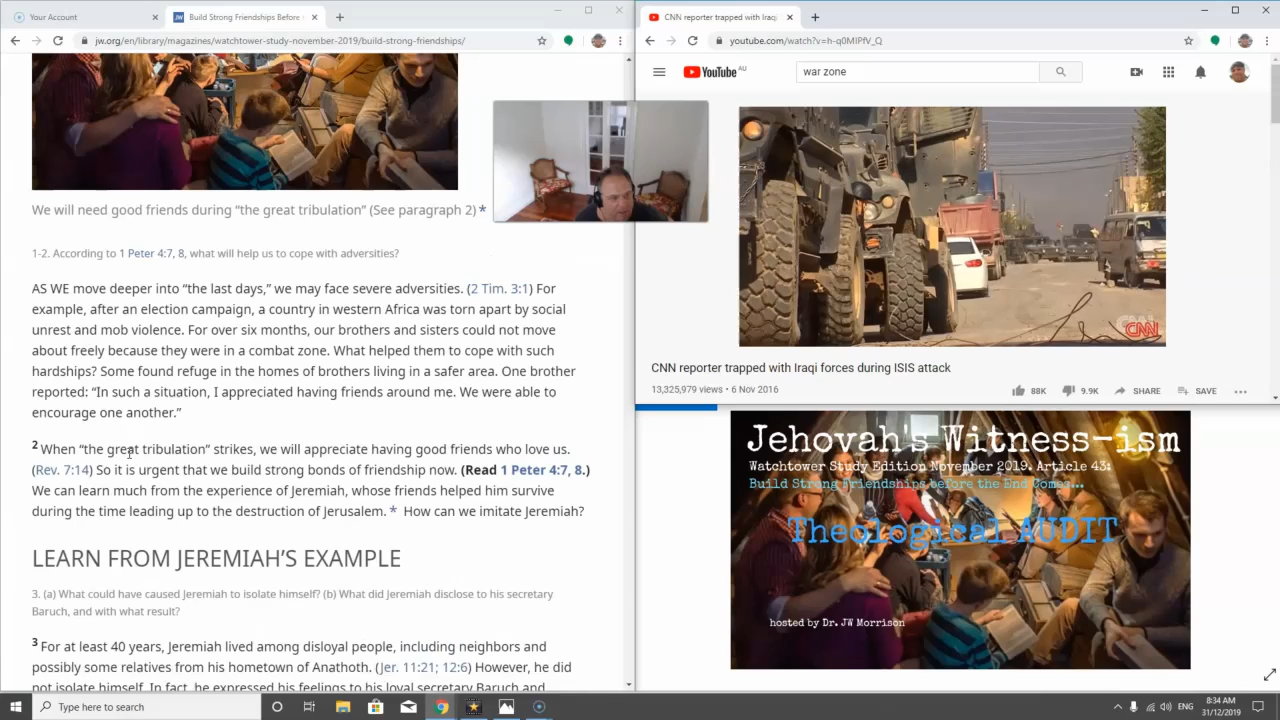 Your Account
Build Strong Friendships Before
jw.org/en/library/magazines/watchtower-study-november-2019/build-strong-friendships/
We will need good friends during “the great tribulation” (See paragraph 2) *
1-2. According to 1 Peter 4:7, 8, what will help us to cope with adversities?
AS WE move deeper into “the last days,” we may face severe adversities. (2 Tim. 3:1) For
example, after an election campaign, a country in western Africa was torn apart by social
unrest and mob violence. For over six months, our brothers and sisters could not move
about freely because they were in a combat zone. What helped them to cope with such
hardships? Some found refuge in the homes of brothers living in a safer area. One brother
reported: “In such a situation, I appreciated having friends around me. We were able to
encourage one another.”
2 When “the great tribulation” strikes, we will appreciate having good friends who love us.
(Rev. 7:14) So it is urgent that we build strong bonds of friendship now. (Read 1 Peter 4:7, 8.)
We can learn much from the experience of Jeremiah, whose friends helped him survive
during the time leading up to the destruction of Jerusalem. * How can we imitate Jeremiah?
LEARN FROM JEREMIAH’S EXAMPLE
3. (a) What could have caused Jeremiah to isolate himself? (b) What did Jeremiah disclose to his secretary
Baruch, and with what result?
3 For at least 40 years, Jeremiah lived among disloyal people, including neighbors and
possibly some relatives from his hometown of Anathoth. (Jer. 11:21; 12:6) However, he did
not isolate himself. In fact, he expressed his feelings to his loyal secretary Baruch and
CNN reporter trapped with Iraqi
youtube.com/watch?v=h-q0MIPfV_Q
YouTube AU
war zone
CNN
CNN reporter trapped with Iraqi forces during ISIS attack
13,325,979 views • 6 Nov 2016
88K
9.9K
SHARE
SAVE
Jehovah's Witness-ism
Watchtower Study Edition November 2019. Article 43:
Build Strong Friendships before the End Comes...
Theological AUDIT
hosted by Dr. JW Morrison
Type here to search
ENG
8:34 AM
31/12/2019